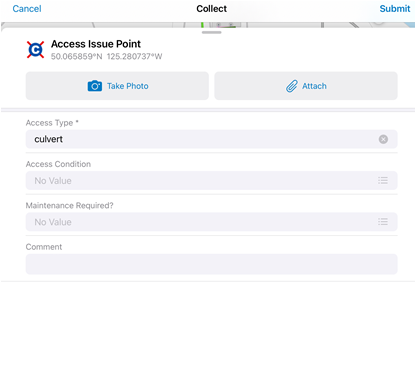 Cancel Collect Submit
Access Issue Point
50.065859°N 125.280737°W
Take Photo Attach
Access Type *
culvert
Access Condition
No Value
Maintenance Required?
No Value
Comment